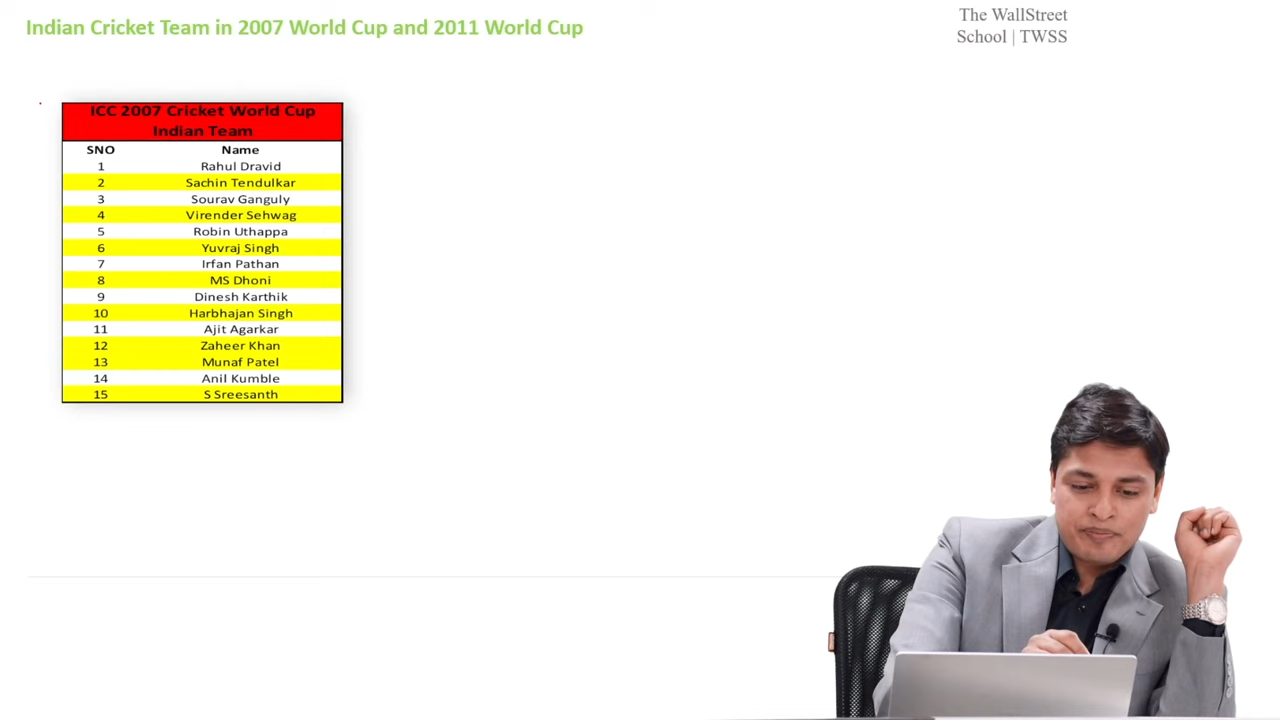 Indian Cricket Team in 2007 World Cup and 2011 World Cup
The WallStreet
School | TWSS
ICC 2007 Cricket World Cup
Indian Team
SNO Name
1 Rahul Dravid
2 Sachin Tendulkar
3 Sourav Ganguly
4 Virender Sehwag
5 Robin Uthappa
6 Yuvraj Singh
7 Irfan Pathan
8 MS Dhoni
9 Dinesh Karthik
10 Harbhajan Singh
11 Ajit Agarkar
12 Zaheer Khan
13 Munaf Patel
14 Anil Kumble
15 S Sreesanth